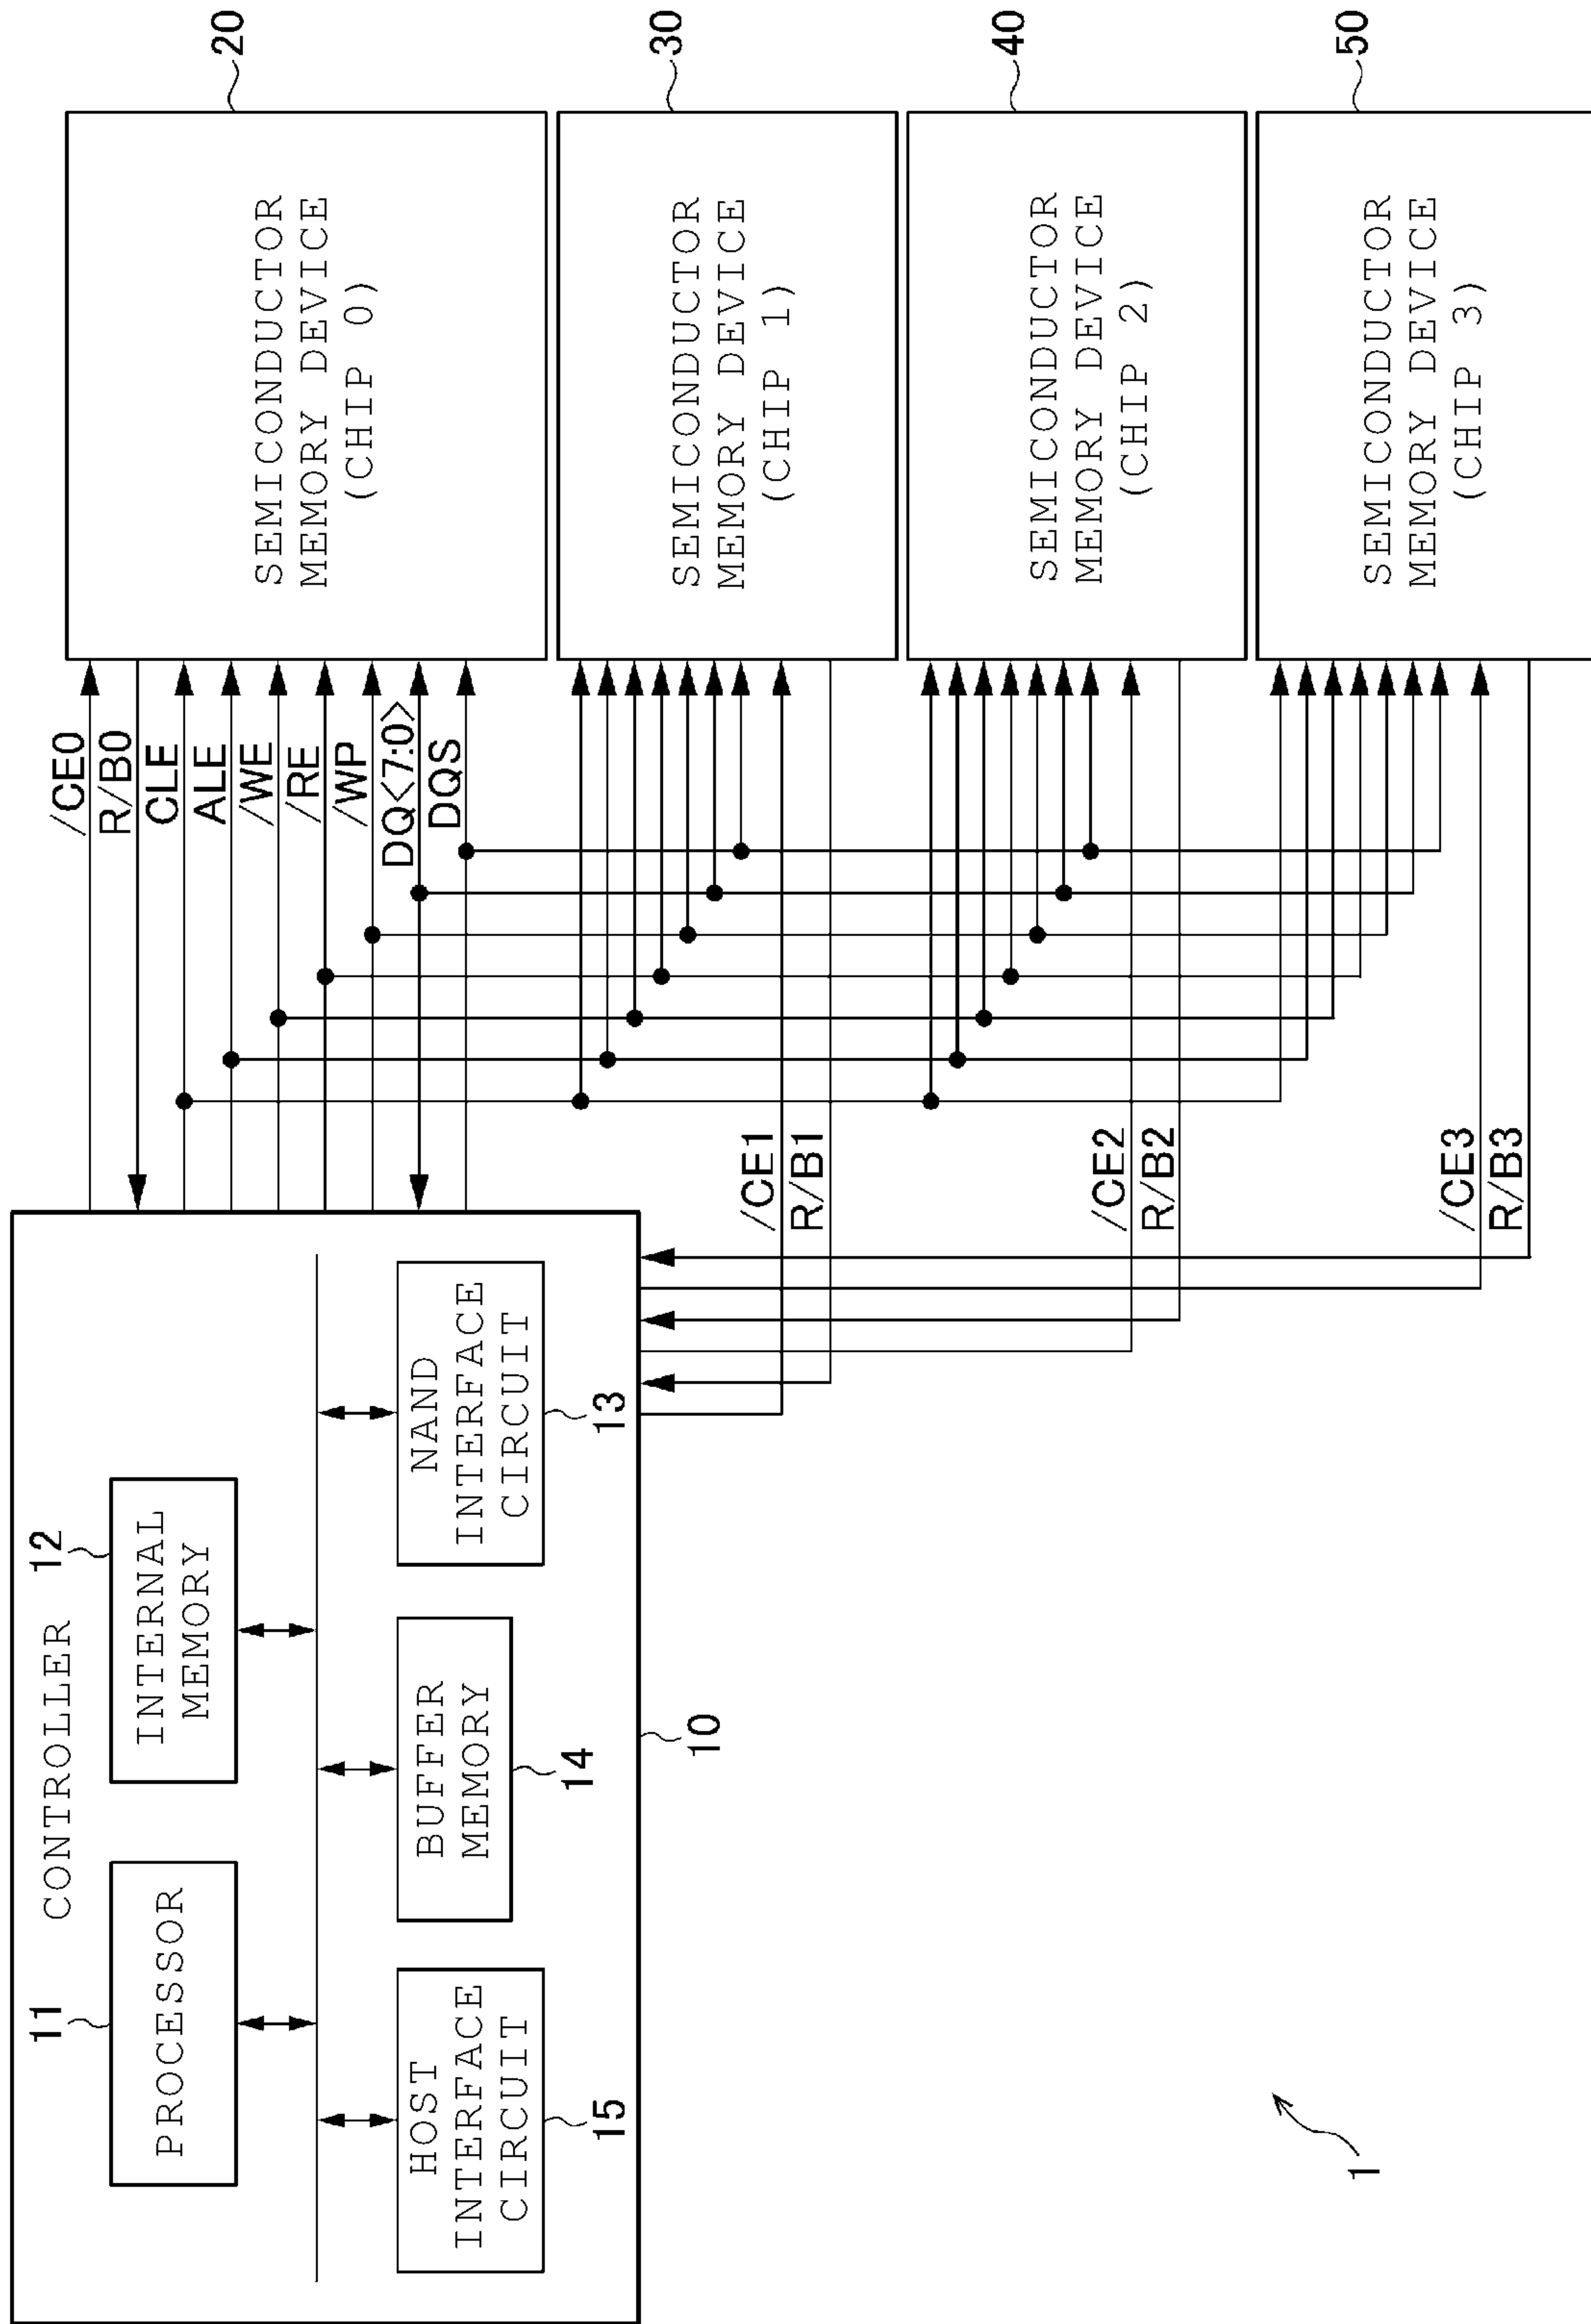 CONTROLLER
11
PROCESSOR
12
INTERNAL
MEMORY
HOST
INTERFACE
CIRCUIT
15
BUFFER
MEMORY
14
NAND
INTERFACE
CIRCUIT
13
10
/CE0
R/B0
CLE
ALE
/WE
/RE
/WP
DQ<7:0>
DQS
/CE1
R/B1
/CE2
R/B2
/CE3
R/B3
SEMICONDUCTOR
MEMORY DEVICE
(CHIP 0)
20
SEMICONDUCTOR
MEMORY DEVICE
(CHIP 1)
30
SEMICONDUCTOR
MEMORY DEVICE
(CHIP 2)
40
SEMICONDUCTOR
MEMORY DEVICE
(CHIP 3)
50
1